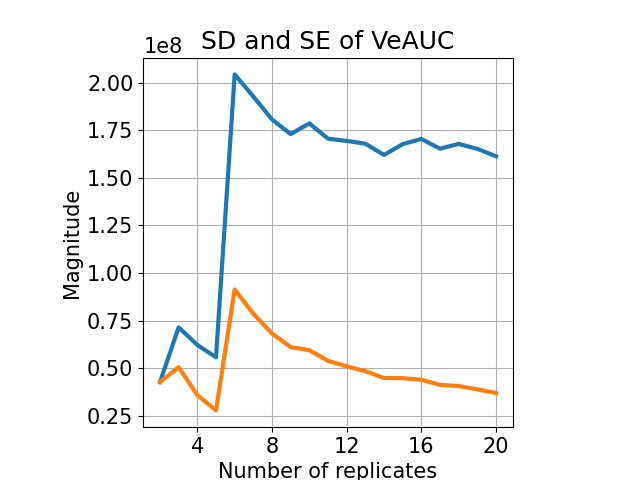 SD and SE of VeAUC
1e8
2.00
1.75
1.50
1.25
1.00
0.75
0.50
0.25
Magnitude
4 8 12 16 20
Number of replicates